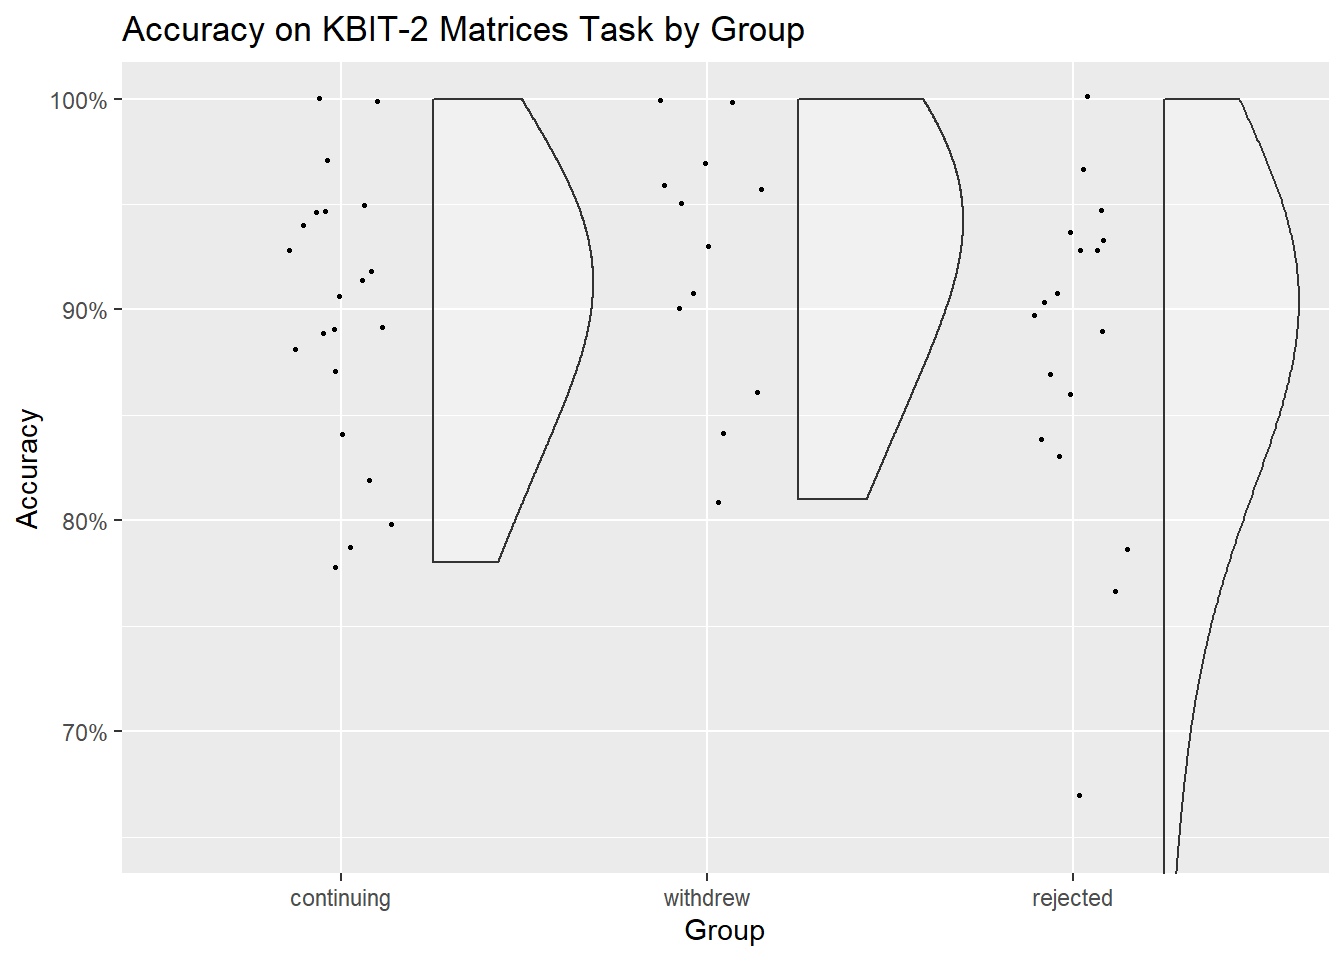 Accuracy on KBIT-2 Matrices Task by Group
100%
90%
80%
70%
Accuracy
continuing withdrew rejected
Group